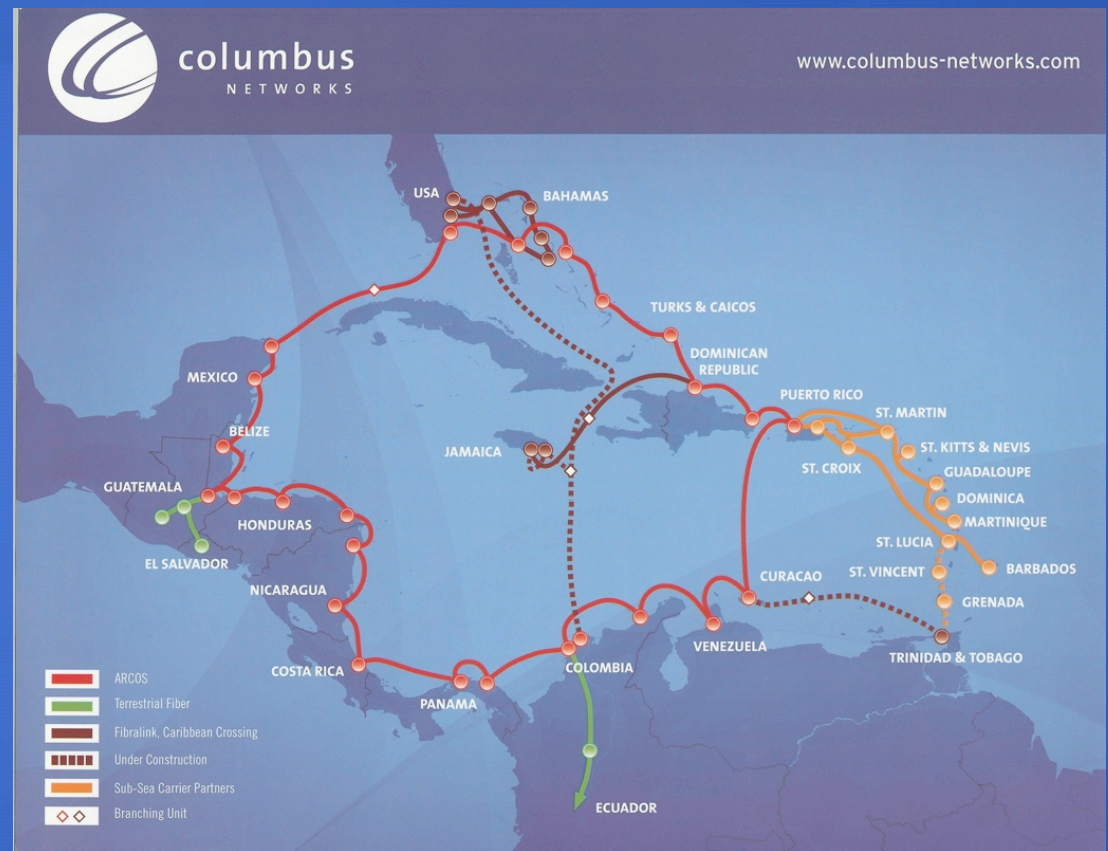 columbus
NETWORKS
www.columbus-networks.com
USA
BAHAMAS
TURKS & CAICOS
DOMINICAN
REPUBLIC
MEXICO
PUERTO RICO
ST. MARTIN
BELIZE
JAMAICA
ST. KITTS & NEVIS
ST. CROIX
GUADALOUPE
GUATEMALA
DOMINICA
HONDURAS
MARTINIQUE
ST. LUCIA
EL SALVADOR
BARBADOS
ST. VINCENT
CURACAO
NICARAGUA
GRENADA
VENEZUELA
TRINIDAD & TOBAGO
COLOMBIA
COSTA RICA
PANAMA
ECUADOR
ARCOS
Terrestrial Fiber
Fibralink, Caribbean Crossing
Under Construction
Sub-Sea Carrier Partners
Branching Unit